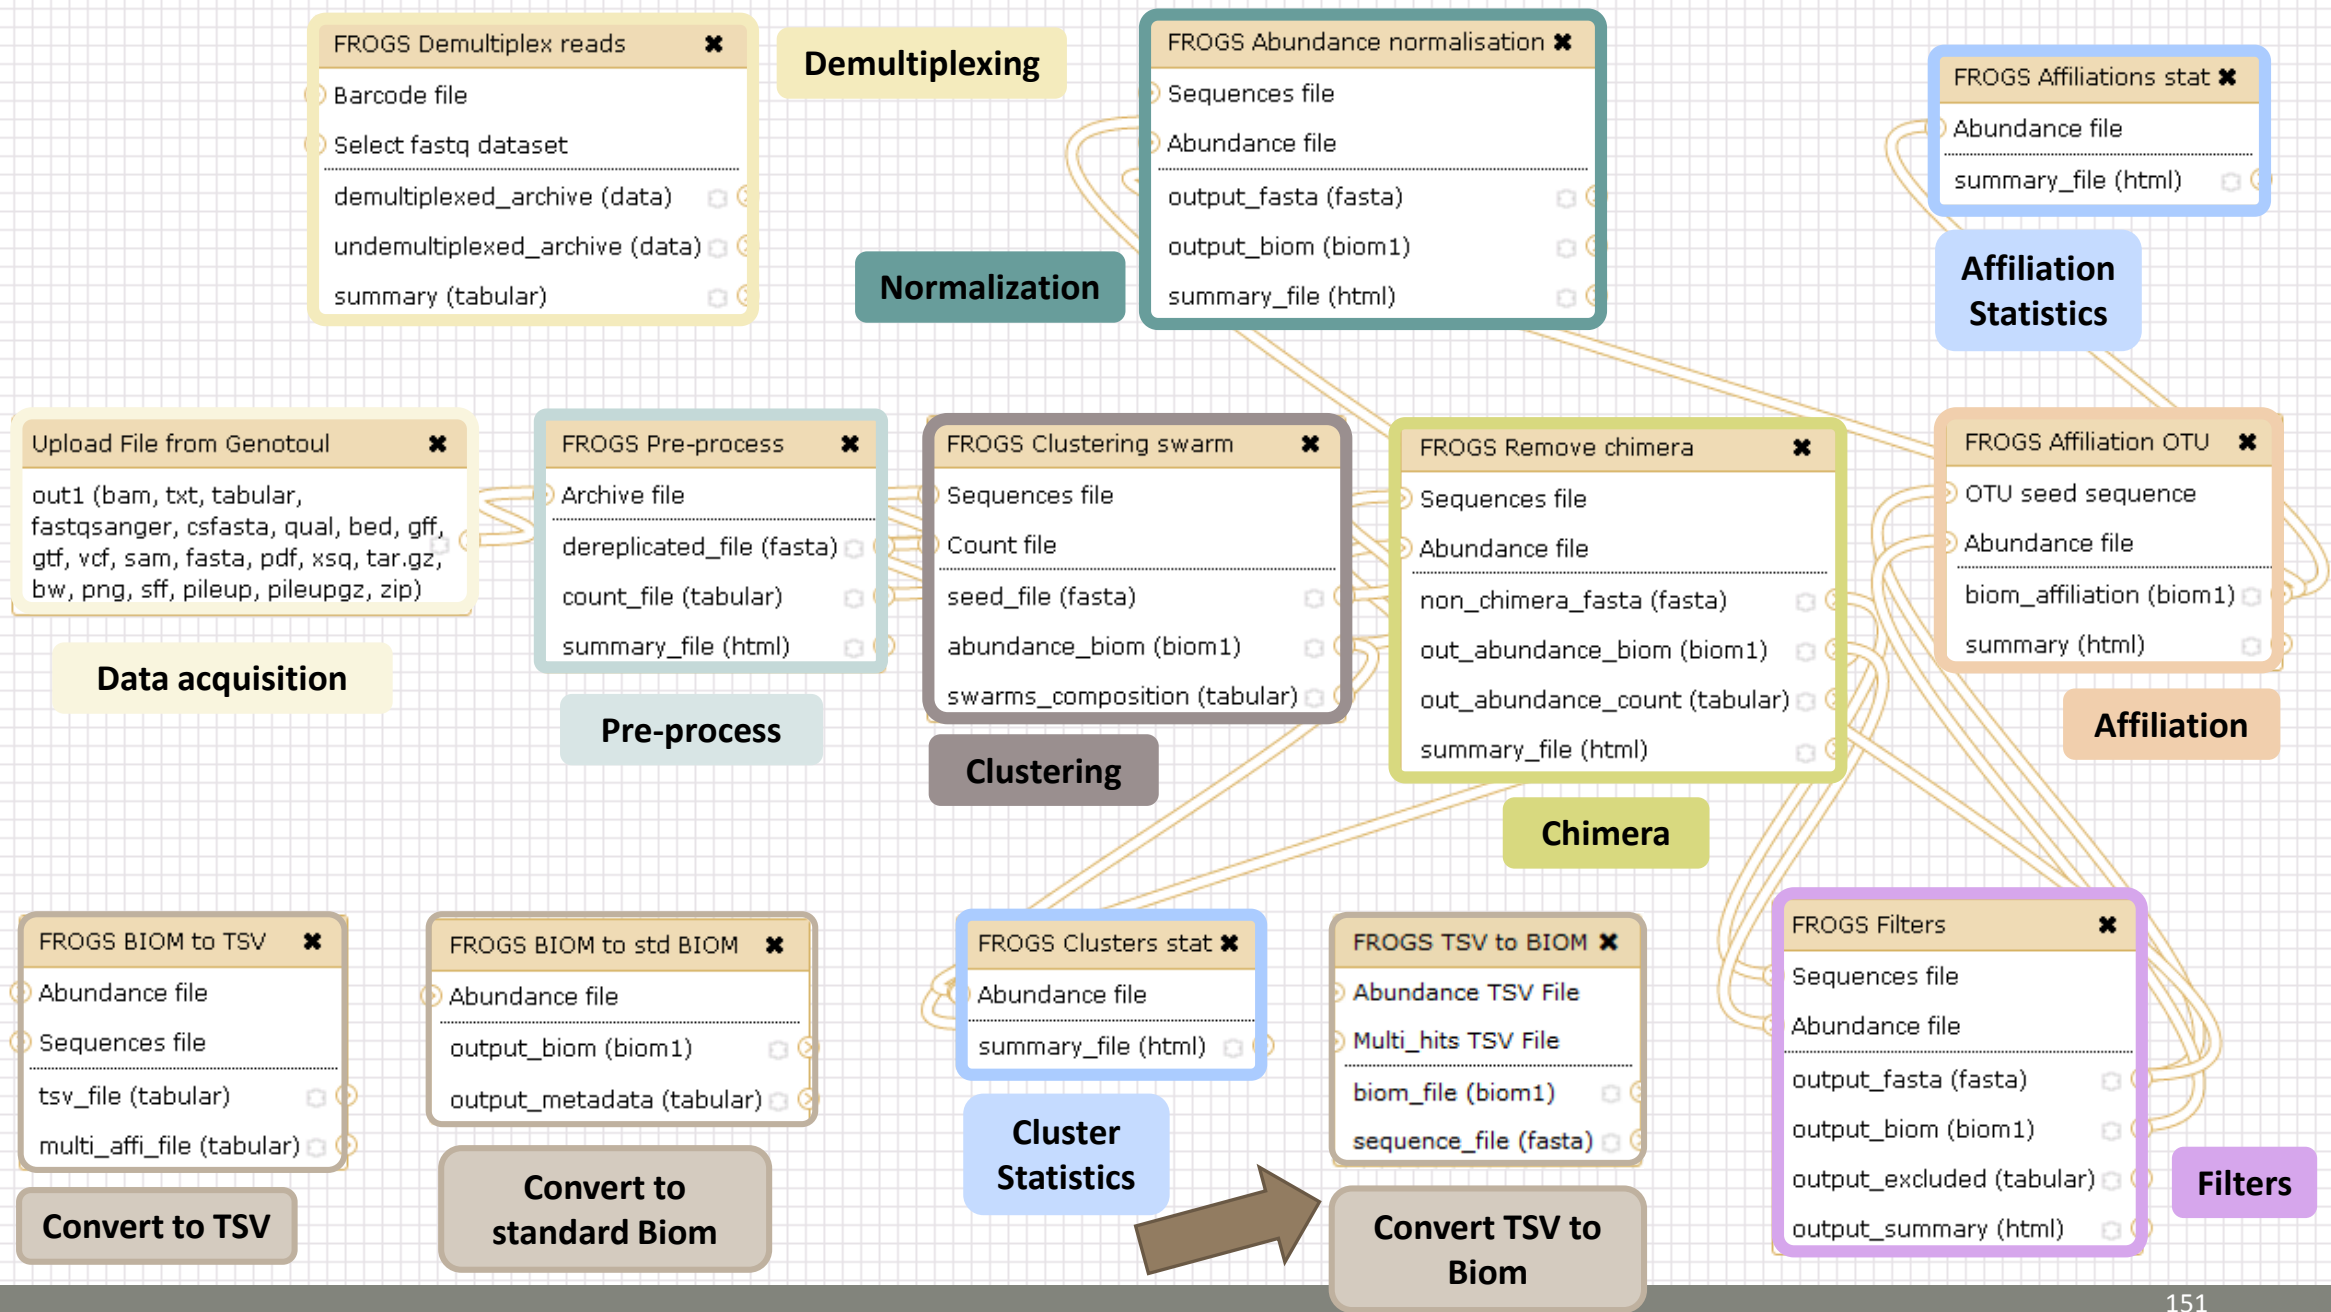 FROGS Demultiplex reads
Barcode file
Select fastq dataset
demultiplexed_archive (data)
undemultiplexed_archive (data)
summary (tabular)
Demultiplexing
FROGS Abundance normalisation
Sequences file
Abundance file
output_fasta (fasta)
output_biom (biom1)
summary_file (html)
Normalization
FROGS Affiliations stat
Abundance file
summary_file (html)
Affiliation
Statistics
Upload File from Genotoul
out1 (bam, txt, tabular,
fastqsanger, csfasta, qual, bed, gff,
gtf, vcf, sam, fasta, pdf, xsq, tar.gz,
bw, png, sff, pileup, pileupgz, zip)
Data acquisition
FROGS Pre-process
Archive file
dereplicated_file (fasta)
count_file (tabular)
summary_file (html)
Pre-process
FROGS Clustering swarm
Sequences file
Count file
seed_file (fasta)
abundance_biom (biom1)
swarms_composition (tabular)
Clustering
FROGS Remove chimera
Sequences file
Abundance file
non_chimera_fasta (fasta)
out_abundance_biom (biom1)
out_abundance_count (tabular)
summary_file (html)
Chimera
FROGS Affiliation OTU
OTU seed sequence
Abundance file
biom_affiliation (biom1)
summary (html)
Affiliation
FROGS BIOM to TSV
Abundance file
Sequences file
tsv_file (tabular)
multi_affi_file (tabular)
Convert to TSV
FROGS BIOM to std BIOM
Abundance file
output_biom (biom1)
output_metadata (tabular)
Convert to
standard Biom
FROGS Clusters stat
Abundance file
summary_file (html)
Cluster
Statistics
FROGS TSV to BIOM
Abundance TSV File
Multi_hits TSV File
biom_file (biom1)
sequence_file (fasta)
Convert TSV to
Biom
FROGS Filters
Sequences file
Abundance file
output_fasta (fasta)
output_biom (biom1)
output_excluded (tabular)
output_summary (html)
Filters
151